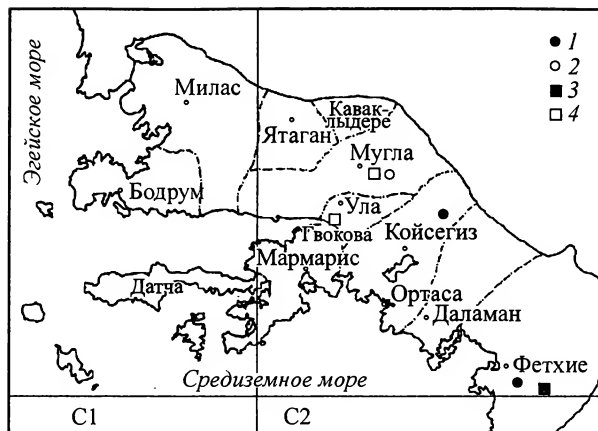 Эгейское море
Милас
Ятаган
Кавак-
лыдере
1
2
3
4
Мугла
Бодрум
Ула
Гвокова
Койсегиз
Мармарис
Датча
Ортаса
Даламан
Фетхие
Средиземное море
C1
C2